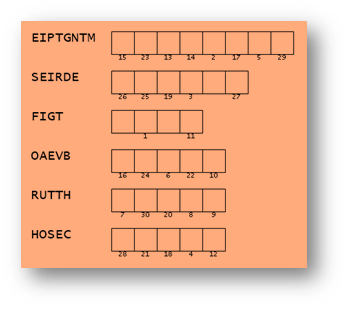 EIPTGNTM
15 23 13 14 2 17 5 29
SEIRDE
26 25 19 3 27
FIGT
1 11
OAEVB
16 24 6 22 10
RUTTH
7 30 20 8 9
HOSEC
28 21 18 4 12